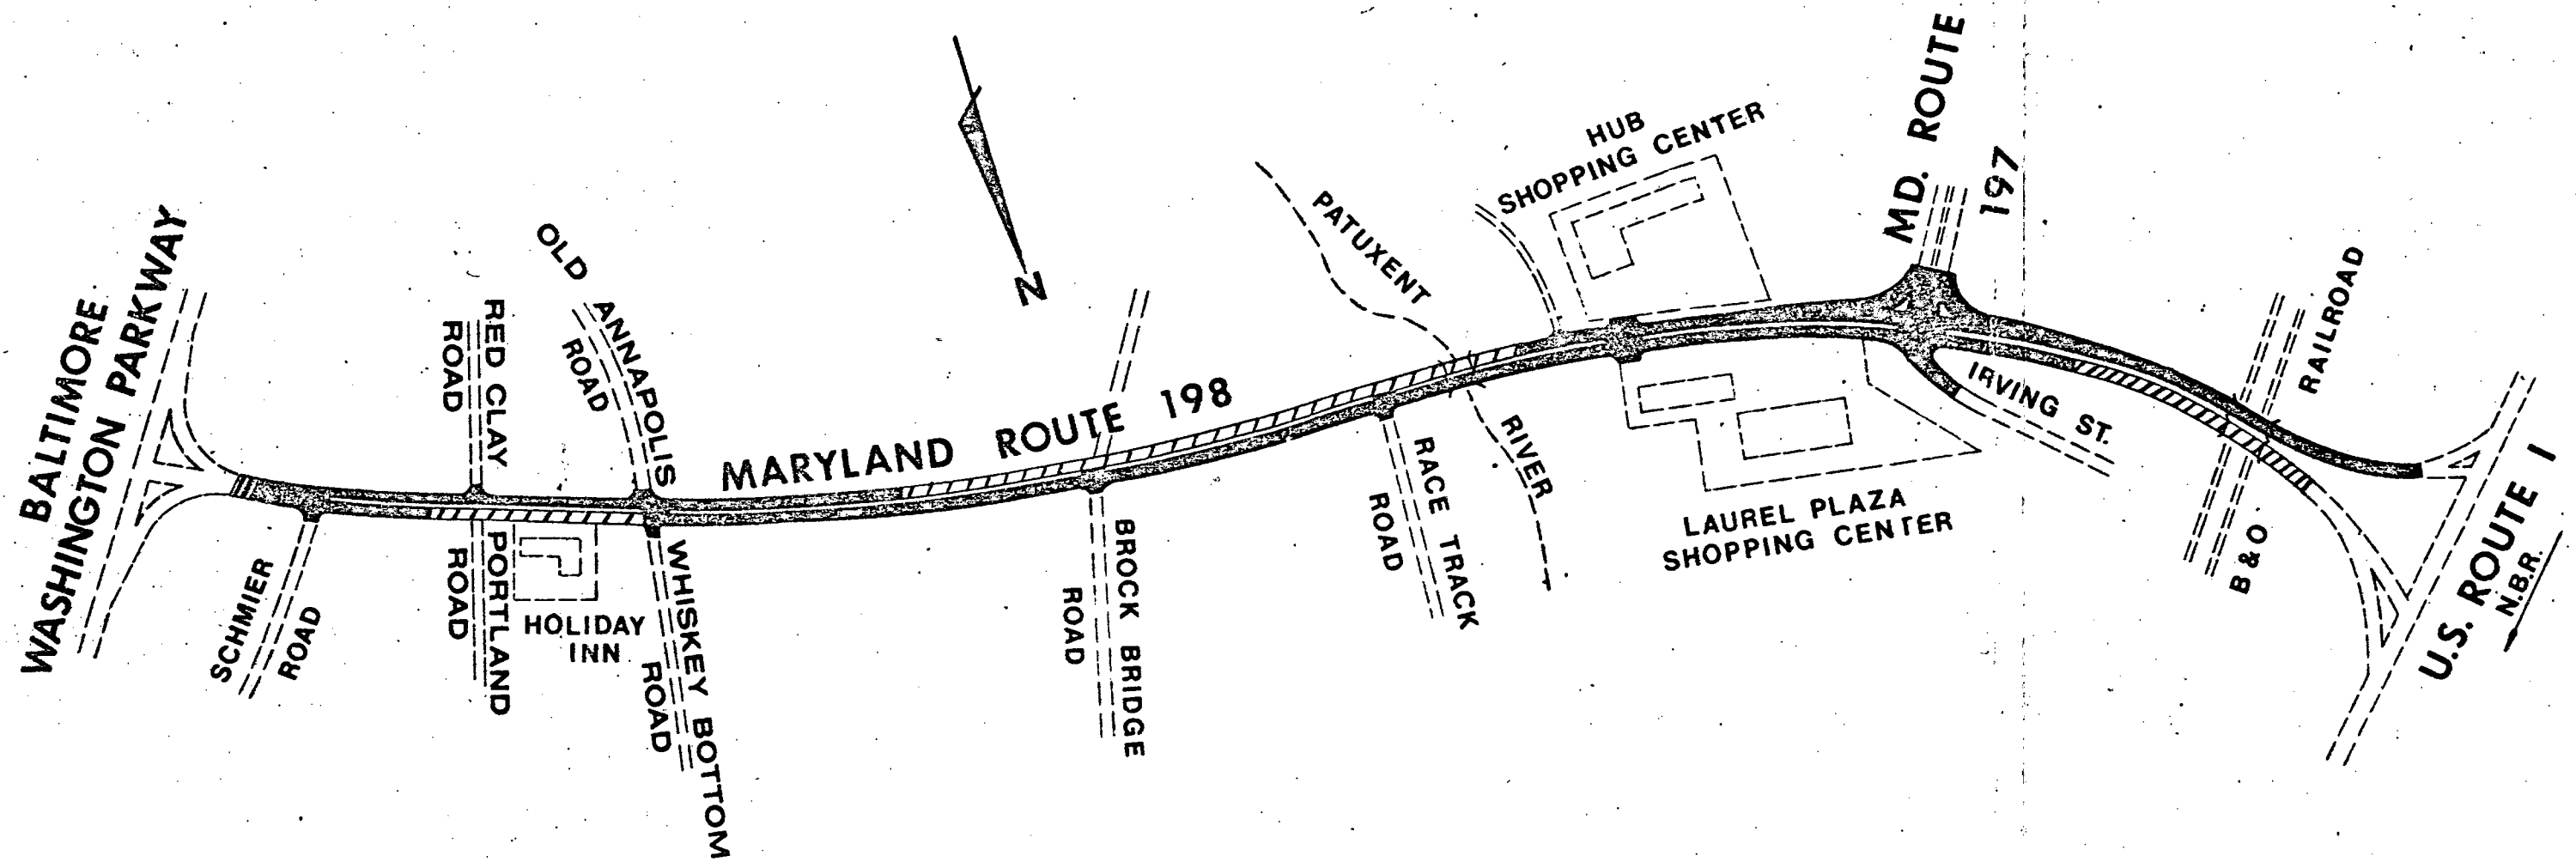 BALTIMORE
WASHINGTON PARKWAY
SCHMIER
ROAD
RED CLAY
ROAD
PORTLAND
ROAD
HOLIDAY
INN
OLD ANNAPOLIS
ROAD
WHISKEY BOTTOM
ROAD
MARYLAND ROUTE 198
N
BROCK BRIDGE
ROAD
RACE TRACK
ROAD
PATUXENT
RIVER
HUB
SHOPPING CENTER
LAUREL PLAZA
SHOPPING CENTER
MD. ROUTE
197
IRVING ST.
RAILROAD
B & O
U.S. ROUTE 1
N.B.R.